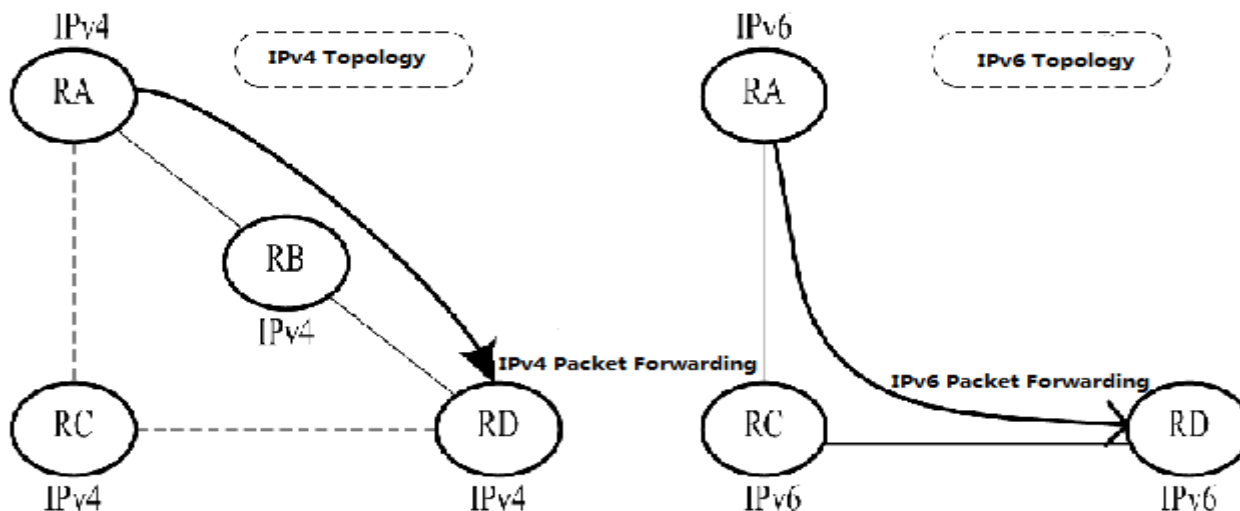 IPv4
IPv4 Topology
RA
RB
IPv4
IPv4 Packet Forwarding
RC
RD
IPv4
IPv4
IPv6
IPv6 Topology
RA
IPv6 Packet Forwarding
RC
RD
IPv6
IPv6